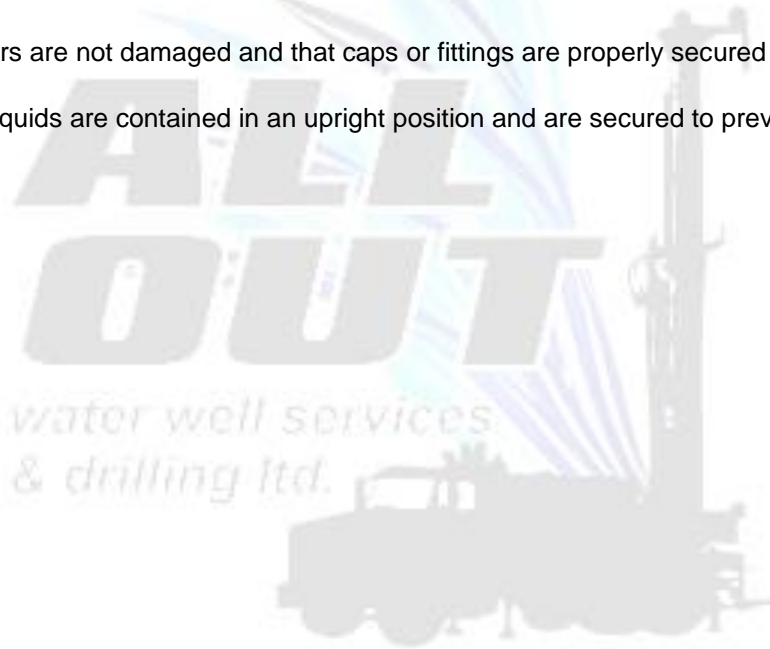 rs are not damaged and that caps or fittings are properly secured
quids are contained in an upright position and are secured to prev
ALL
OUT
water well services
& drilling ltd.